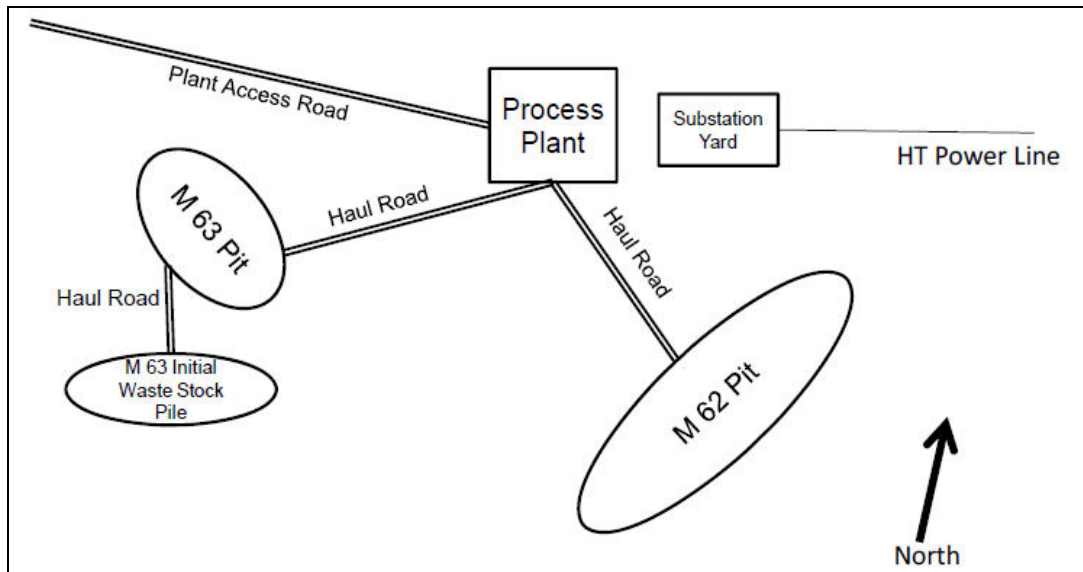 Plant Access Road
Process
Plant
Substation
Yard
HT Power Line
M 63 Pit
Haul Road
Haul Road
Haul Road
M 63 Initial
Waste Stock
Pile
M 62 Pit
North